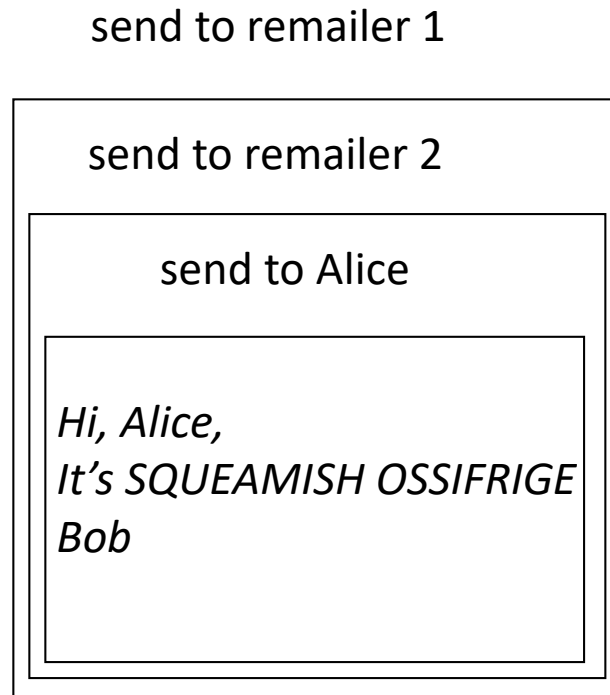 send to remailer 1
send to remailer 2
send to Alice
Hi, Alice,
It’s SQUEAMISH OSSIFRIGE
Bob